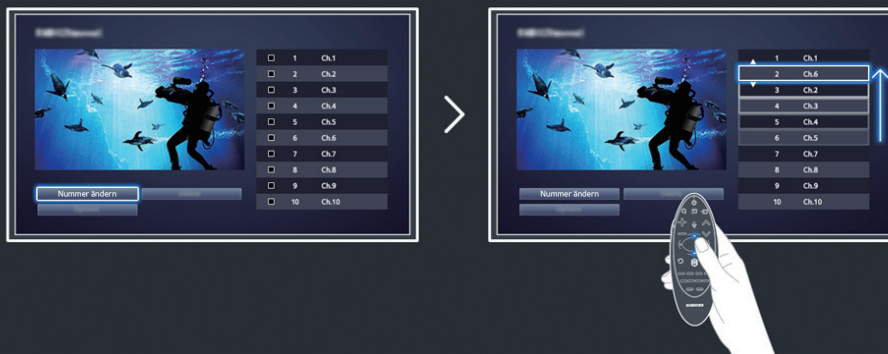 1 Ch.1
2 Ch.2
3 Ch.3
4 Ch.4
5 Ch.5
6 Ch.6
7 Ch.7
8 Ch.8
9 Ch.9
10 Ch.10
Nummer ändern
1 Ch.1
2 Ch.6
3 Ch.2
4 Ch.3
5 Ch.4
6 Ch.5
7 Ch.7
8 Ch.8
9 Ch.9
10 Ch.10
Nummer ändern